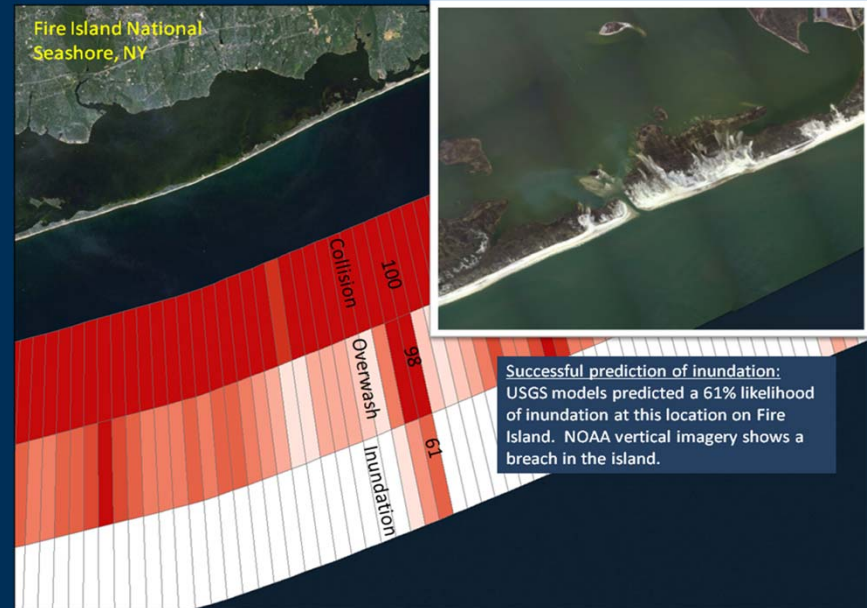 Fire Island National
Seashore, NY
Collision
100
Overwash
98
Inundation
61
Successful prediction of inundation:
USGS models predicted a 61% likelihood
of inundation at this location on Fire
Island.  NOAA vertical imagery shows a
breach in the island.